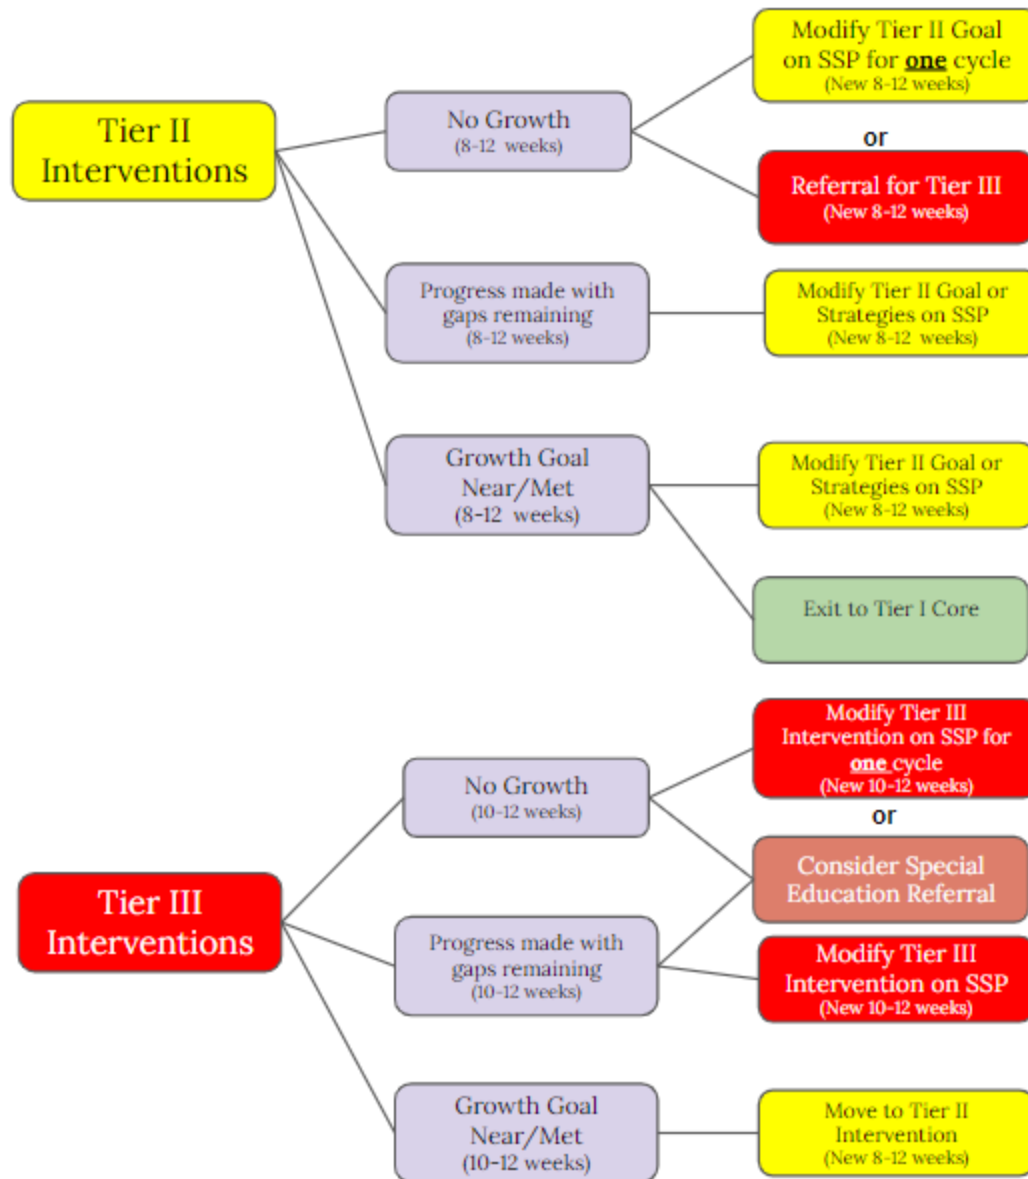 Tier II
Interventions
No Growth
(8-12 weeks)
Modify Tier II Goal
on SSP for one cycle
(New 8-12 weeks)
or
Referral for Tier III
(New 8-12 weeks)
Progress made with
gaps remaining
(8-12 weeks)
Modify Tier II Goal or
Strategies on SSP
(New 8-12 weeks)
Growth Goal
Near/Met
(8-12 weeks)
Modify Tier II Goal or
Strategies on SSP
(New 8-12 weeks)
Exit to Tier I Core
Tier III
Interventions
No Growth
(10-12 weeks)
Modify Tier III
Intervention on SSP for
one cycle
(New 10-12 weeks)
or
Consider Special
Education Referral
Progress made with
gaps remaining
(10-12 weeks)
Modify Tier III
Intervention on SSP
(New 10-12 weeks)
Growth Goal
Near/Met
(10-12 weeks)
Move to Tier II
Intervention
(New 8-12 weeks)